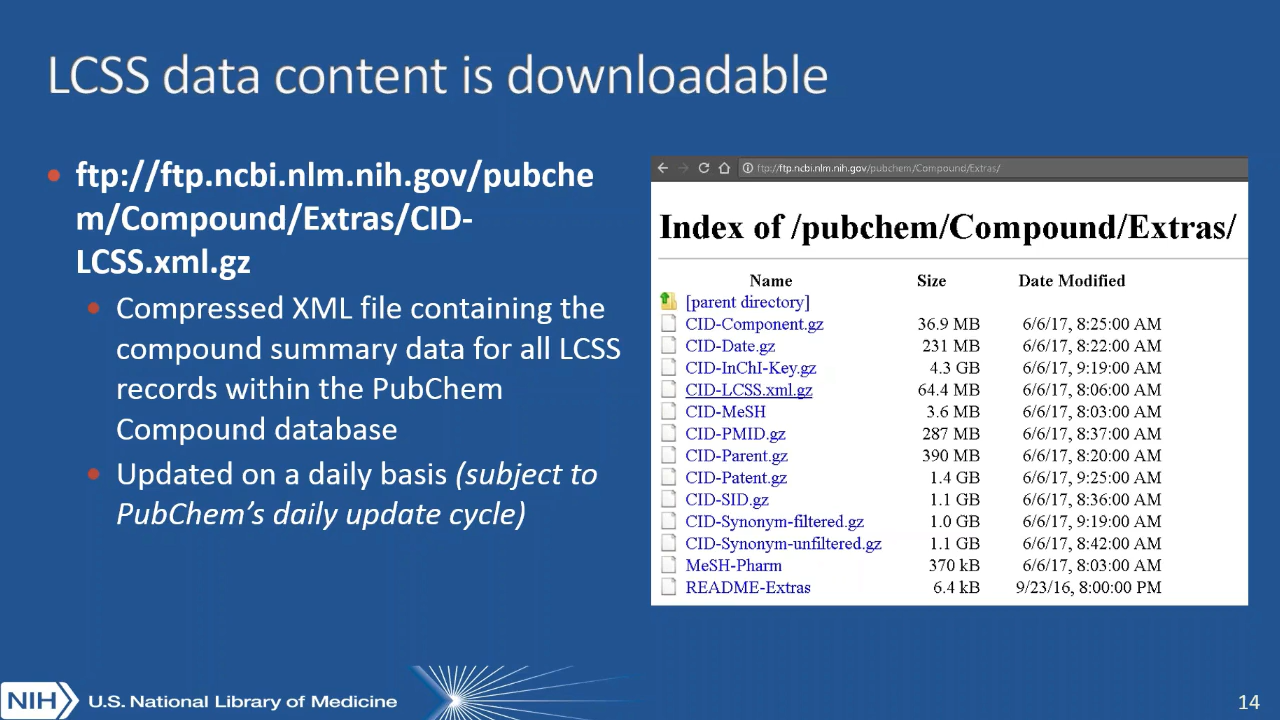 LCSS data content is downloadable
ftp://ftp.ncbi.nlm.nih.gov/pubche
m/Compound/Extras/CID-
LCSS.xml.gz
Compressed XML file containing the
compound summary data for all LCSS
records within the PubChem
Compound database
Updated on a daily basis (subject to
PubChem’s daily update cycle)
ftp://ftp.ncbi.nlm.nih.gov/pubchem/Compound/Extras/
Index of /pubchem/Compound/Extras/
Name Size Date Modified
[parent directory]
CID-Component.gz 36.9 MB 6/6/17, 8:25:00 AM
CID-Date.gz 231 MB 6/6/17, 8:22:00 AM
CID-InChI-Key.gz 4.3 GB 6/6/17, 9:19:00 AM
CID-LCSS.xml.gz 64.4 MB 6/6/17, 8:06:00 AM
CID-MeSH 3.6 MB 6/6/17, 8:03:00 AM
CID-PMID.gz 287 MB 6/6/17, 8:37:00 AM
CID-Parent.gz 390 MB 6/6/17, 8:20:00 AM
CID-Patent.gz 1.4 GB 6/6/17, 9:25:00 AM
CID-SID.gz 1.1 GB 6/6/17, 8:36:00 AM
CID-Synonym-filtered.gz 1.0 GB 6/6/17, 9:19:00 AM
CID-Synonym-unfiltered.gz 1.1 GB 6/6/17, 8:42:00 AM
MeSH-Pharm 370 kB 6/6/17, 8:03:00 AM
README-Extras 6.4 kB 9/23/16, 8:00:00 PM
NIH U.S. National Library of Medicine
14